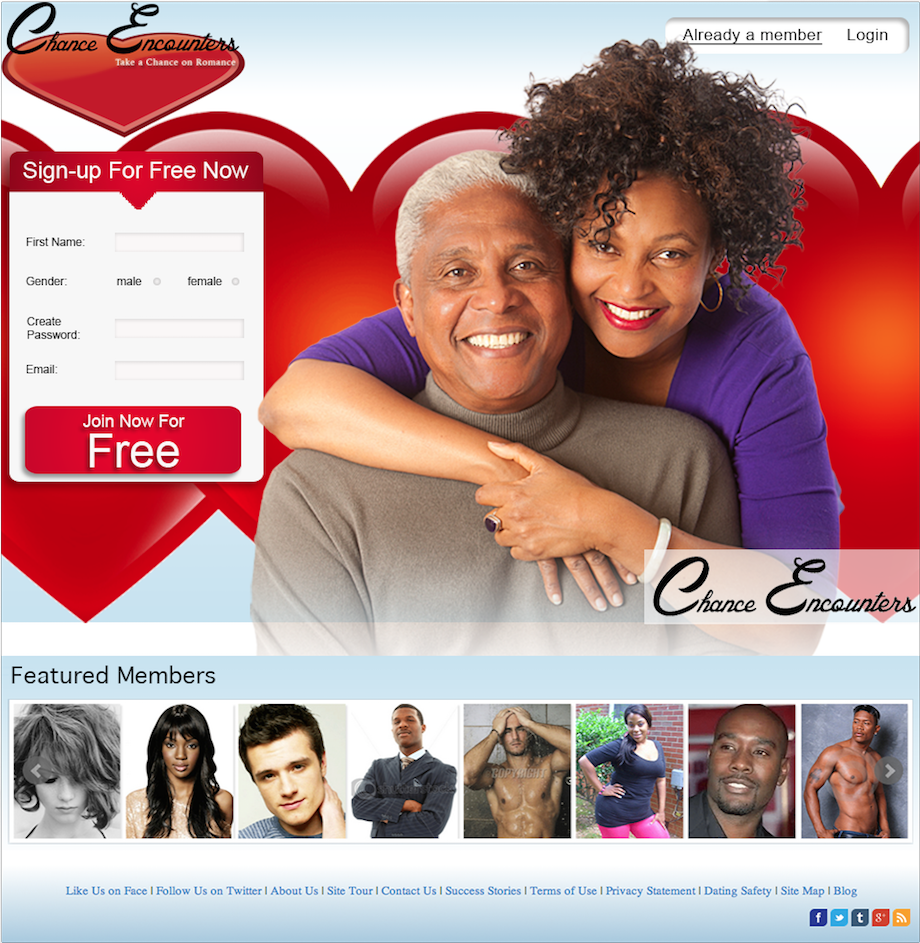 Chance Encounters
Take a Chance on Romance
Already a member Login
Sign-up For Free Now
First Name:
Gender: male female
Create
Password:
Email:
Join Now For
Free
Chance Encounters
Featured Members
COPYRIGHT
Like Us on Face | Follow Us on Twitter | About Us | Site Tour | Contact Us | Success Stories | Terms of Use | Privacy Statement | Dating Safety | Site Map | Blog
f t g+